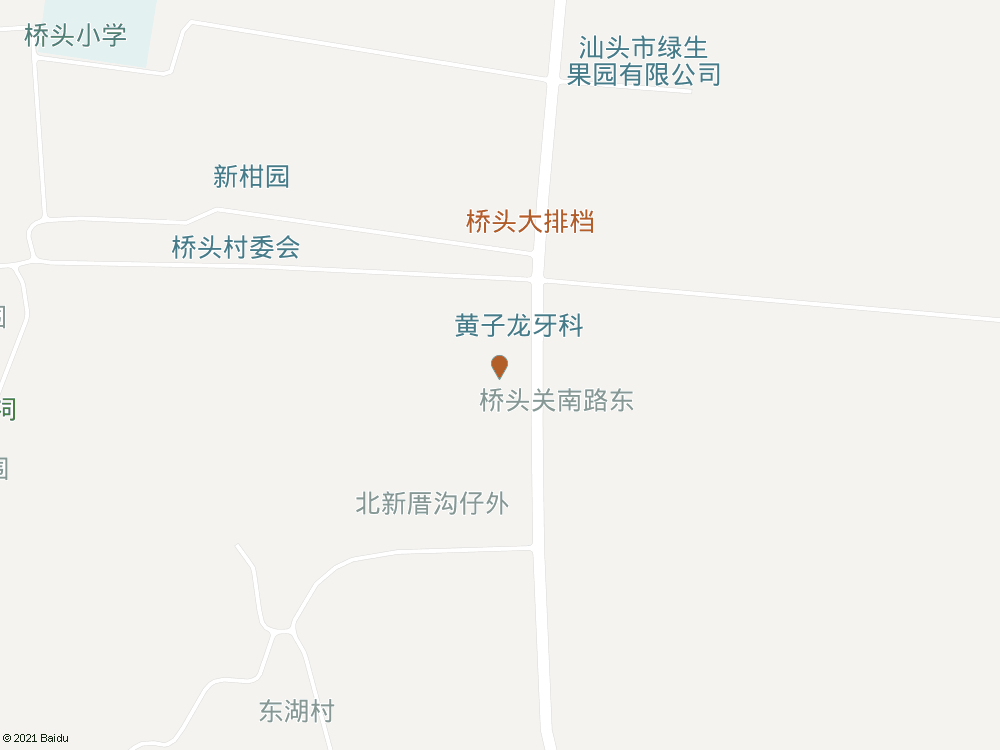 桥头小学
汕头市绿生
果园有限公司
新柑园
桥头大排档
桥头村委会
黄子龙牙科
桥头关南路东
祠
北新厝沟仔外
东湖村
© 2021 Baidu